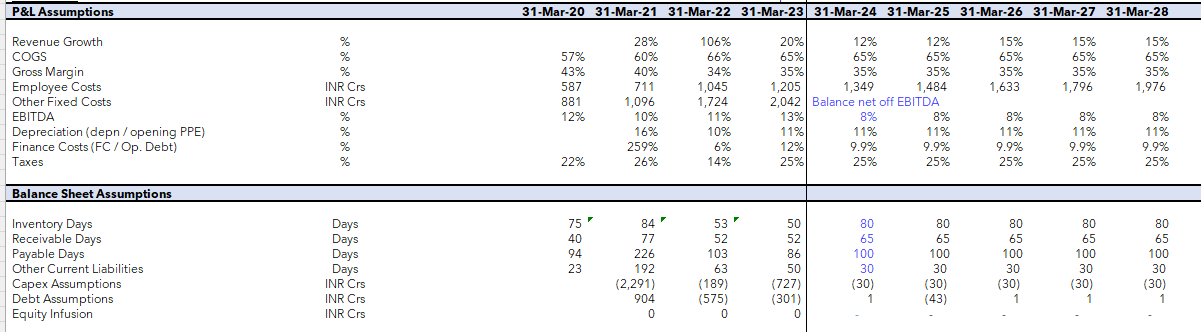 P&L Assumptions 31-Mar-20 31-Mar-21 31-Mar-22 31-Mar-23 31-Mar-24 31-Mar-25 31-Mar-26 31-Mar-27 31-Mar-28
Revenue Growth % 28% 106% 20% 12% 12% 15% 15% 15%
COGS % 57% 60% 66% 65% 65% 65% 65% 65% 65%
Gross Margin % 43% 40% 34% 35% 35% 35% 35% 35% 35%
Employee Costs INR Crs 587 711 1,045 1,205 1,349 1,484 1,633 1,796 1,976
Other Fixed Costs INR Crs 881 1,096 1,724 2,042 Balance net off EBITDA
EBITDA % 12% 10% 11% 13% 8% 8% 8% 8% 8%
Depreciation (depn / opening PPE) % 16% 10% 11% 11% 11% 11% 11% 11%
Finance Costs (FC / Op. Debt) % 259% 6% 12% 9.9% 9.9% 9.9% 9.9% 9.9%
Taxes % 22% 26% 14% 25% 25% 25% 25% 25% 25%
Balance Sheet Assumptions
Inventory Days Days 75 84 53 50 80 80 80 80 80
Receivable Days Days 40 77 52 52 65 65 65 65 65
Payable Days Days 94 226 103 86 100 100 100 100 100
Other Current Liabilities Days 23 192 63 50 30 30 30 30 30
Capex Assumptions INR Crs (2,291) (189) (727) (30) (30) (30) (30) (30)
Debt Assumptions INR Crs 904 (575) (301) 1 (43) 1 1 1
Equity Infusion INR Crs 0 0 0 - - - - -